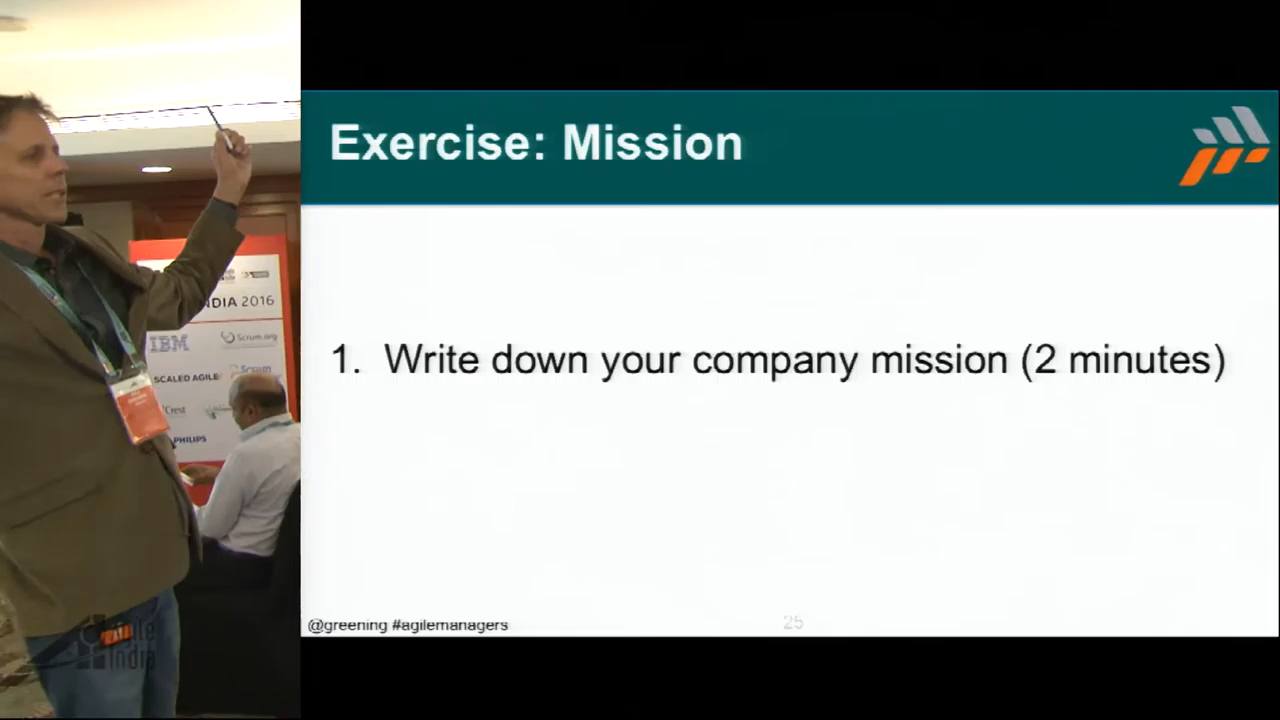 Exercise: Mission
1. Write down your company mission (2 minutes)
@greening #agilemanagers
25
NDIA 2016
IBM
Scrum.org
SCALED AGILE
Scrum
Crest
PHILIPS
agile
India